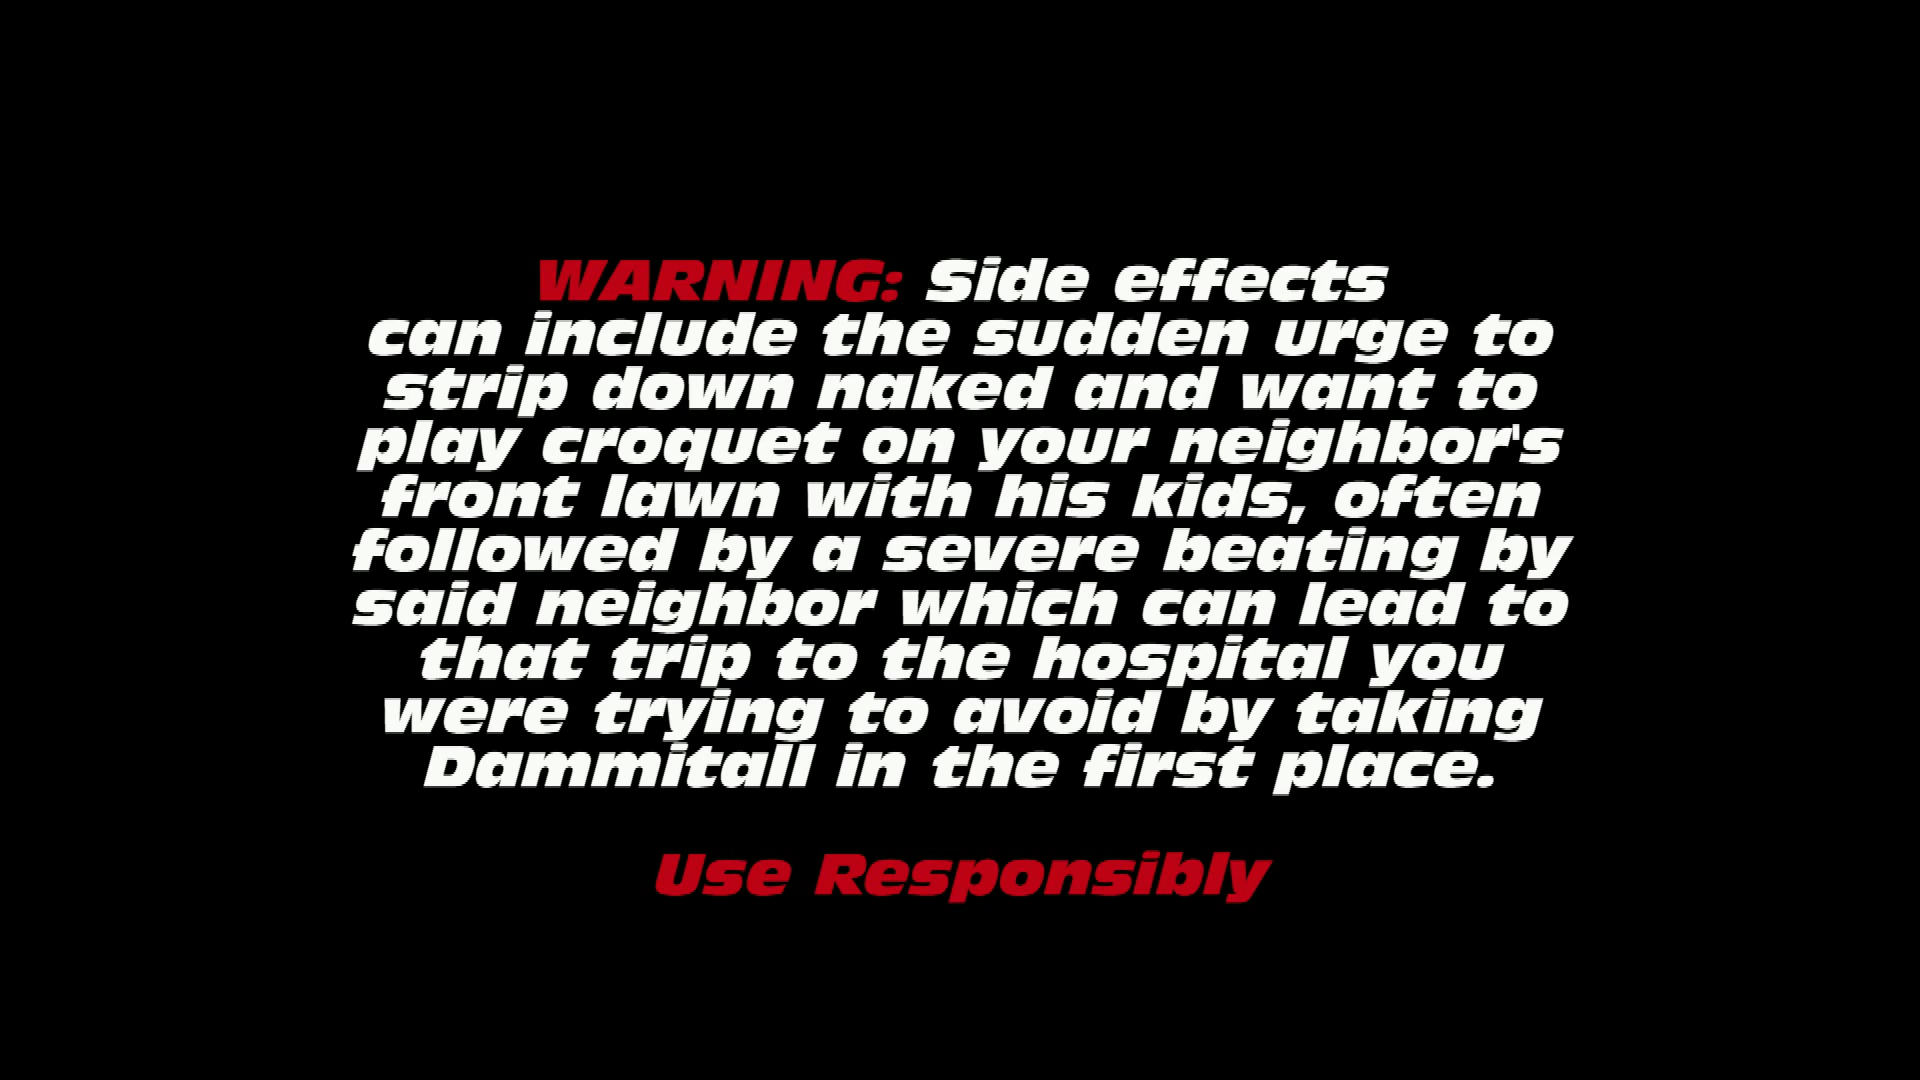 WARNING: Side effects
can include the sudden urge to
strip down naked and want to
play croquet on your neighbor's
front lawn with his kids, often
followed by a severe beating by
said neighbor which can lead to
that trip to the hospital you
were trying to avoid by taking
Dammitall in the first place.
Use Responsibly